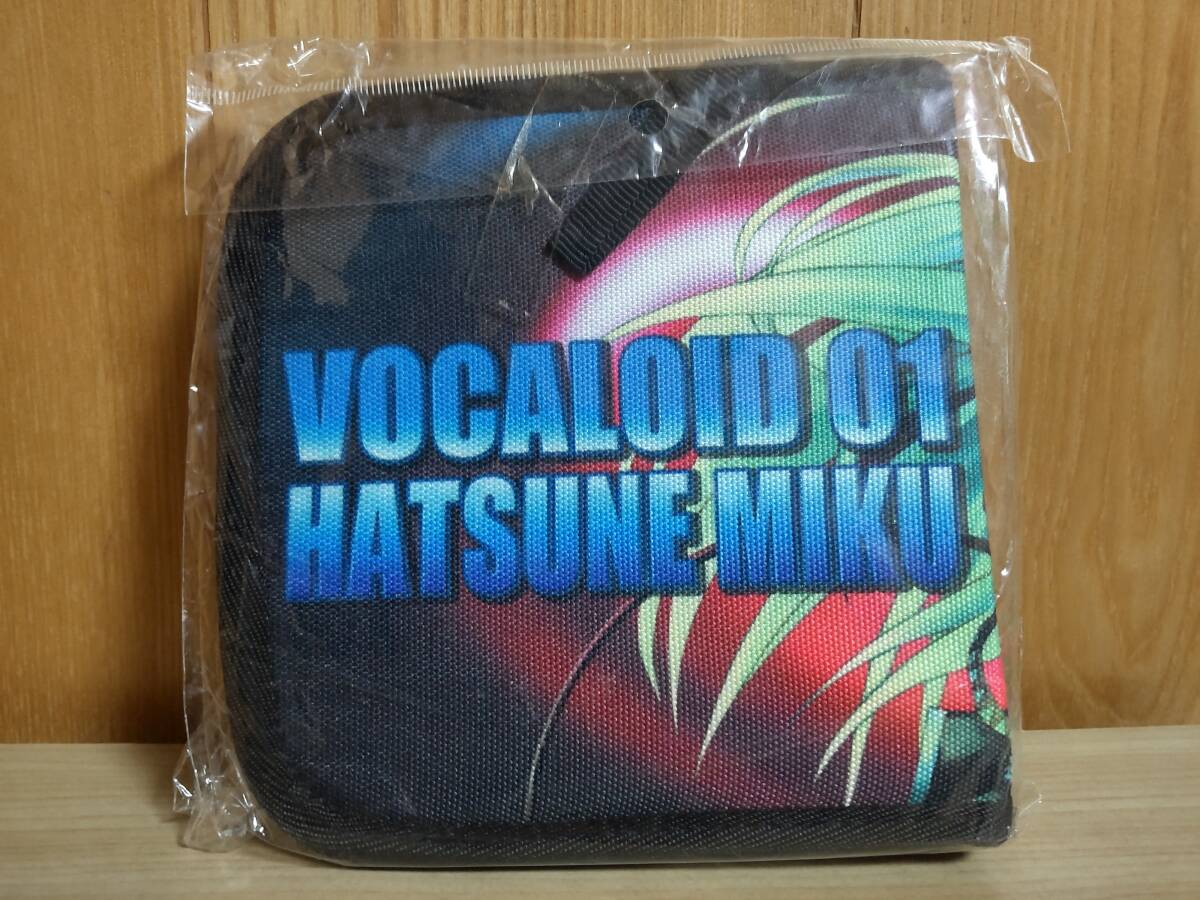 VOCALOID 01
HATSUNE MIKU